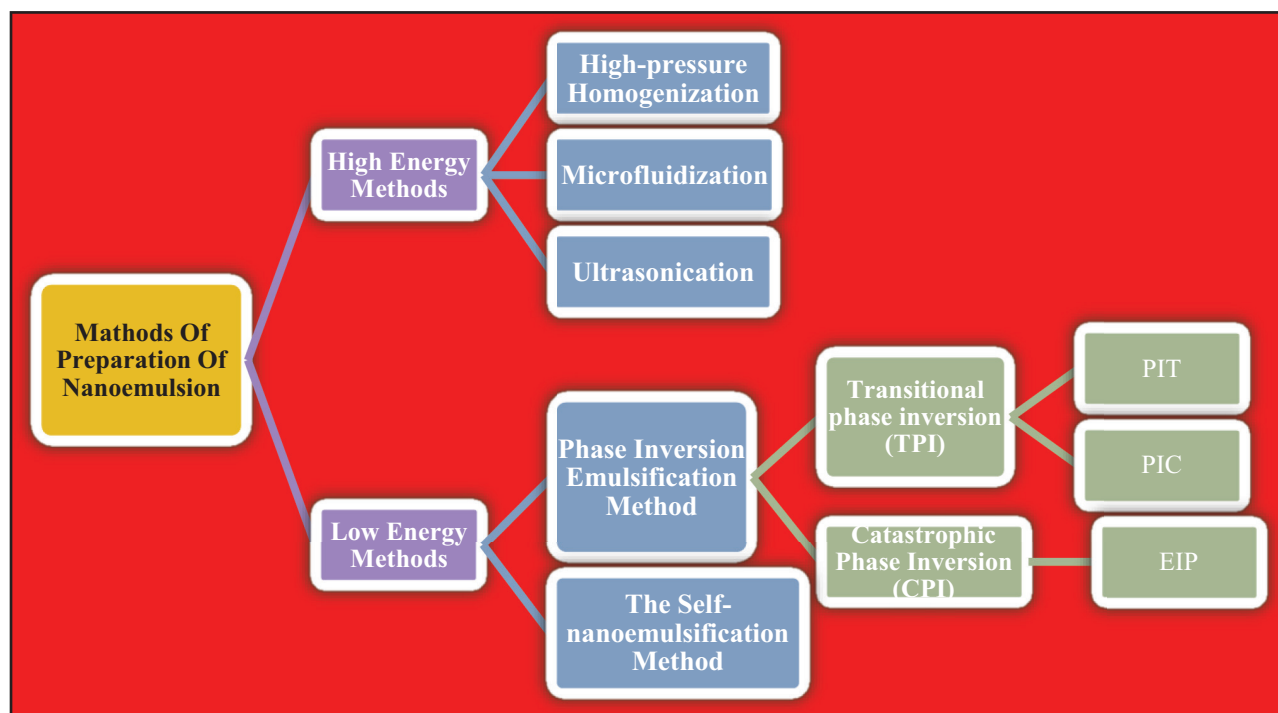 High-pressure
Homogenization
High Energy
Methods
Microfluidization
Ultrasonication
Mathods Of
Preparation Of
Nanoemulsion
Low Energy
Methods
Phase Inversion
Emulsification
Method
Transitional
phase inversion
(TPI)
PIT
PIC
Catastrophic
Phase Inversion
(CPI)
EIP
The Self-
nanoemulsification
Method